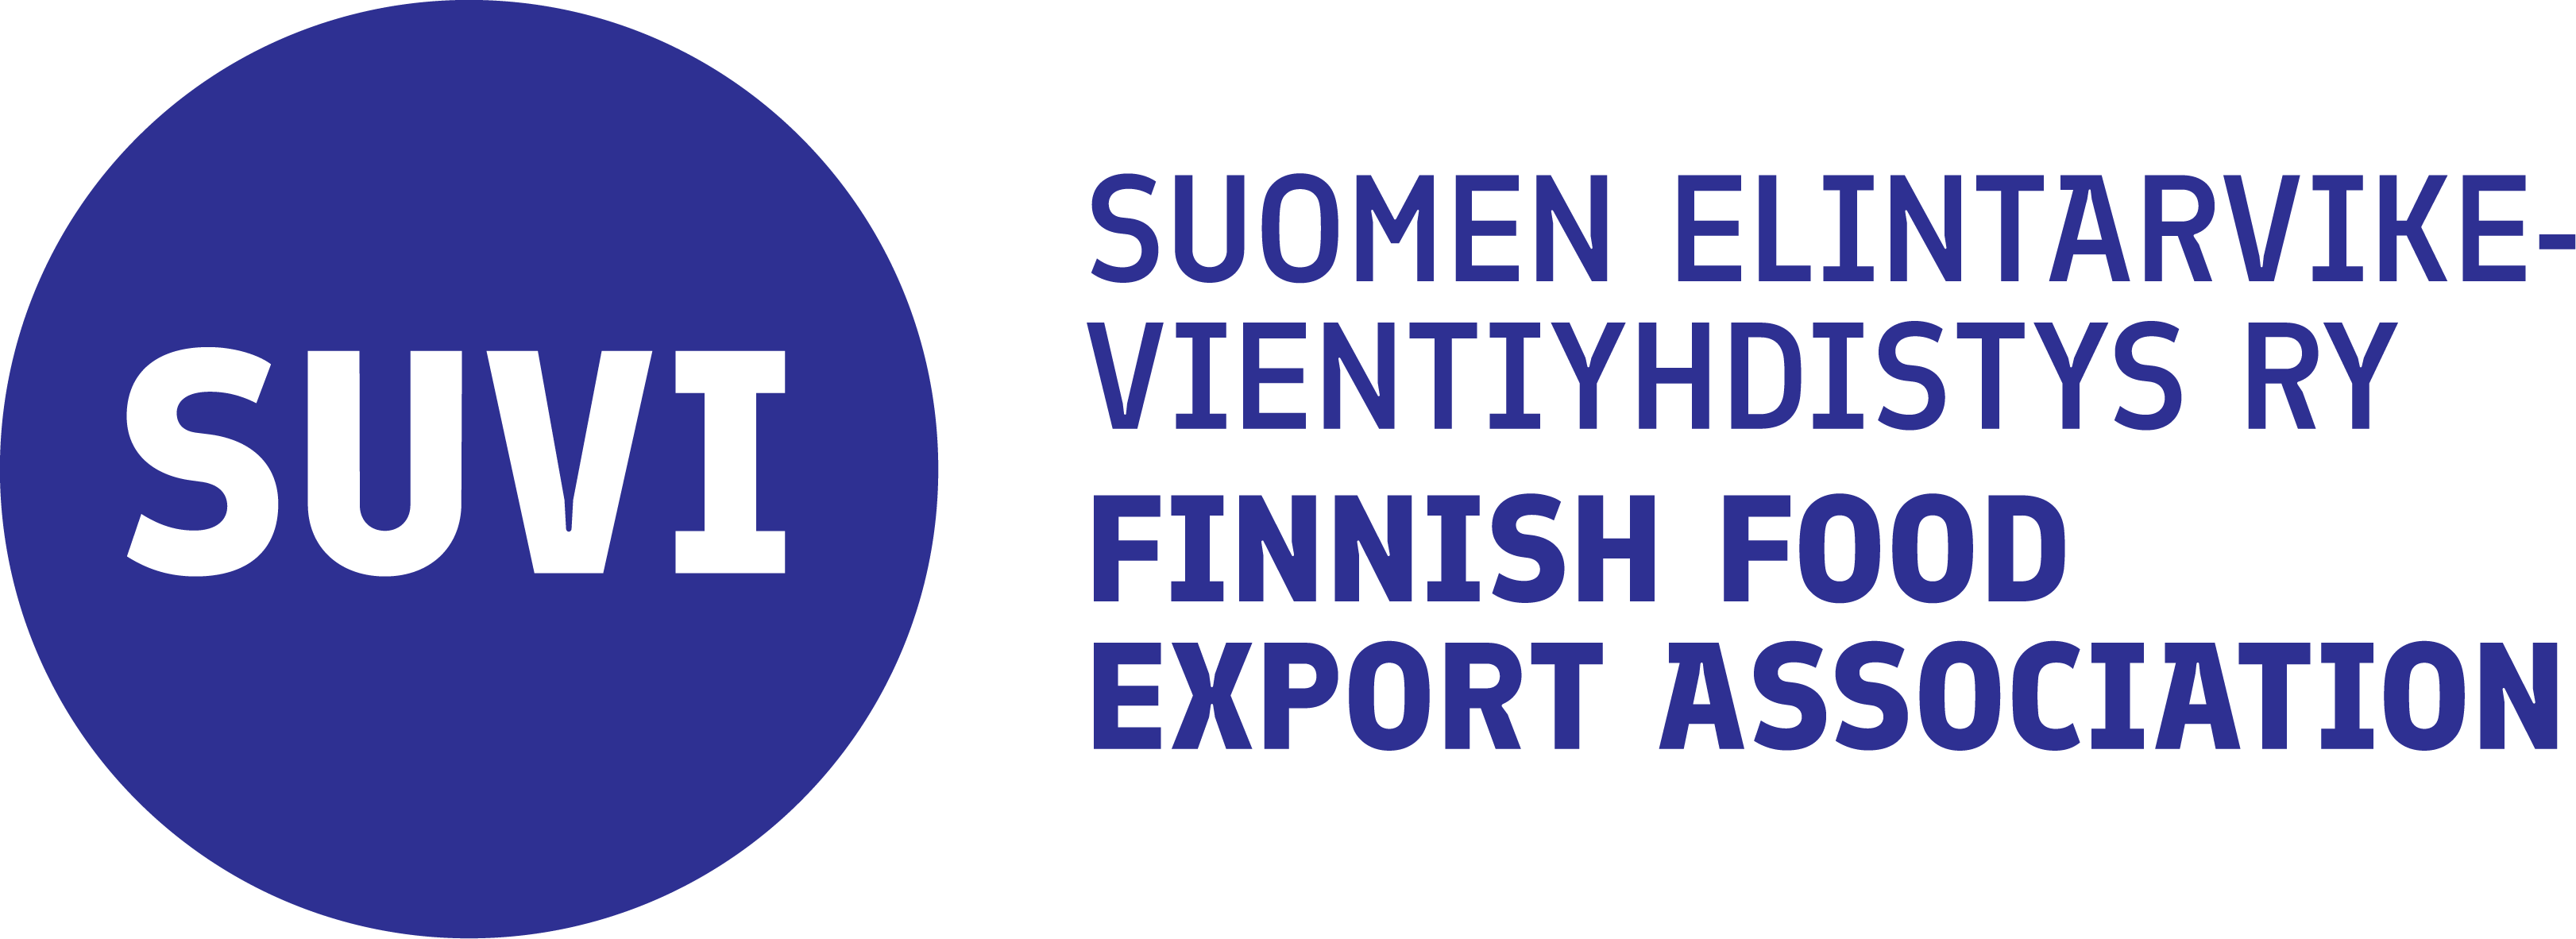 SUVI
SUOMEN ELINTARVIKE-
VIENTIYHDISTYS RY
FINNISH FOOD
EXPORT ASSOCIATION